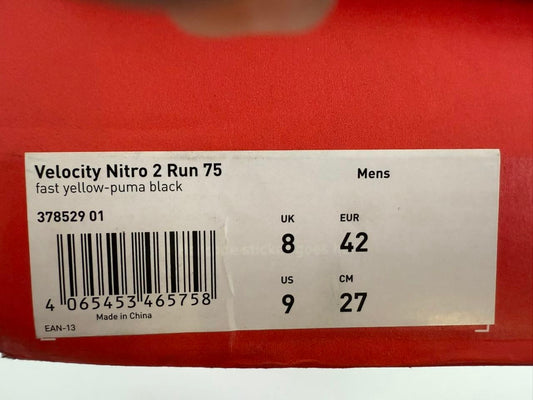 Velocity Nitro 2 Run 75
Mens
fast yellow-puma black
378529 01
UK
EUR
8
42
US
CM
9
27
4 065453 465758
Made in China
EAN-13